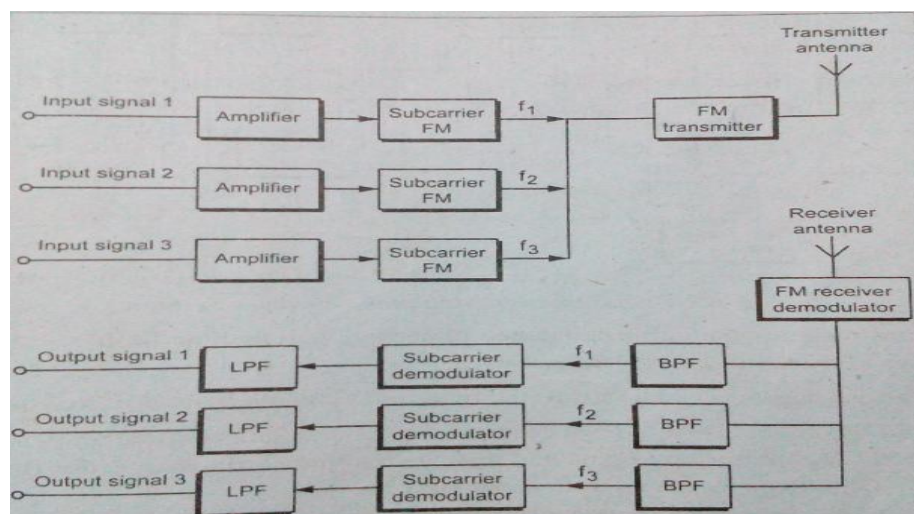 Transmitter
antenna
Input signal 1
Amplifier
Subcarrier
FM
f1
FM
transmitter
Input signal 2
Amplifier
Subcarrier
FM
f2
Input signal 3
Amplifier
Subcarrier
FM
f3
Receiver
antenna
FM receiver
demodulator
Output signal 1
LPF
Subcarrier
demodulator
f1
BPF
Output signal 2
LPF
Subcarrier
demodulator
f2
BPF
Output signal 3
LPF
Subcarrier
demodulator
f3
BPF